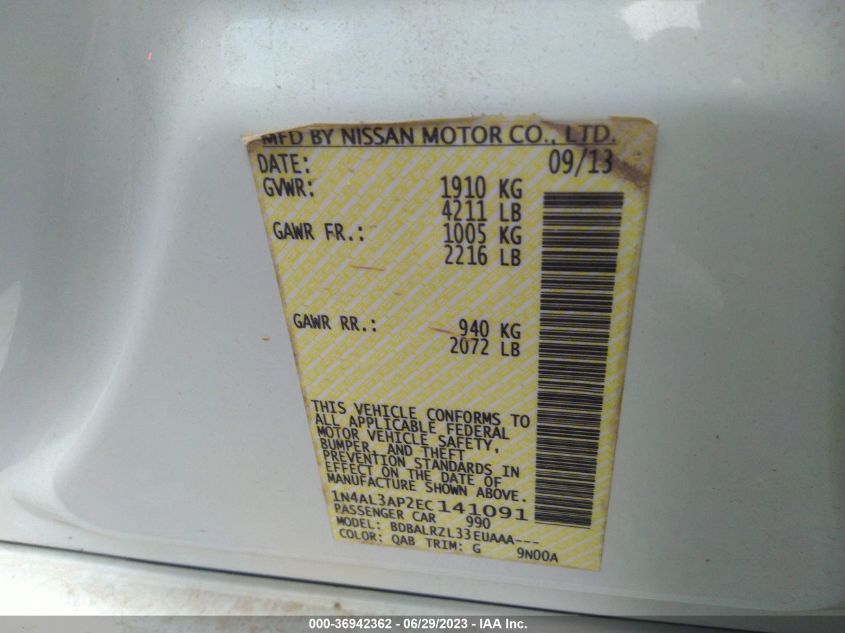 MFD BY NISSAN MOTOR CO., LTD.
DATE: 09/13
GVWR: 1910 KG
4211 LB
GAWR FR.: 1005 KG
2216 LB
GAWR RR.: 940 KG
2072 LB
THIS VEHICLE CONFORMS TO
ALL APPLICABLE FEDERAL
MOTOR VEHICLE SAFETY,
BUMPER, AND THEFT
PREVENTION STANDARDS IN
EFFECT ON THE DATE OF
MANUFACTURE SHOWN ABOVE.
1N4AL3AP2EC141091
PASSENGER CAR 990
MODEL: BDBALRZL33EUAAA---
COLOR: QAB TRIM: G 9N00A
000-36942362 - 06/29/2023 - IAA Inc.